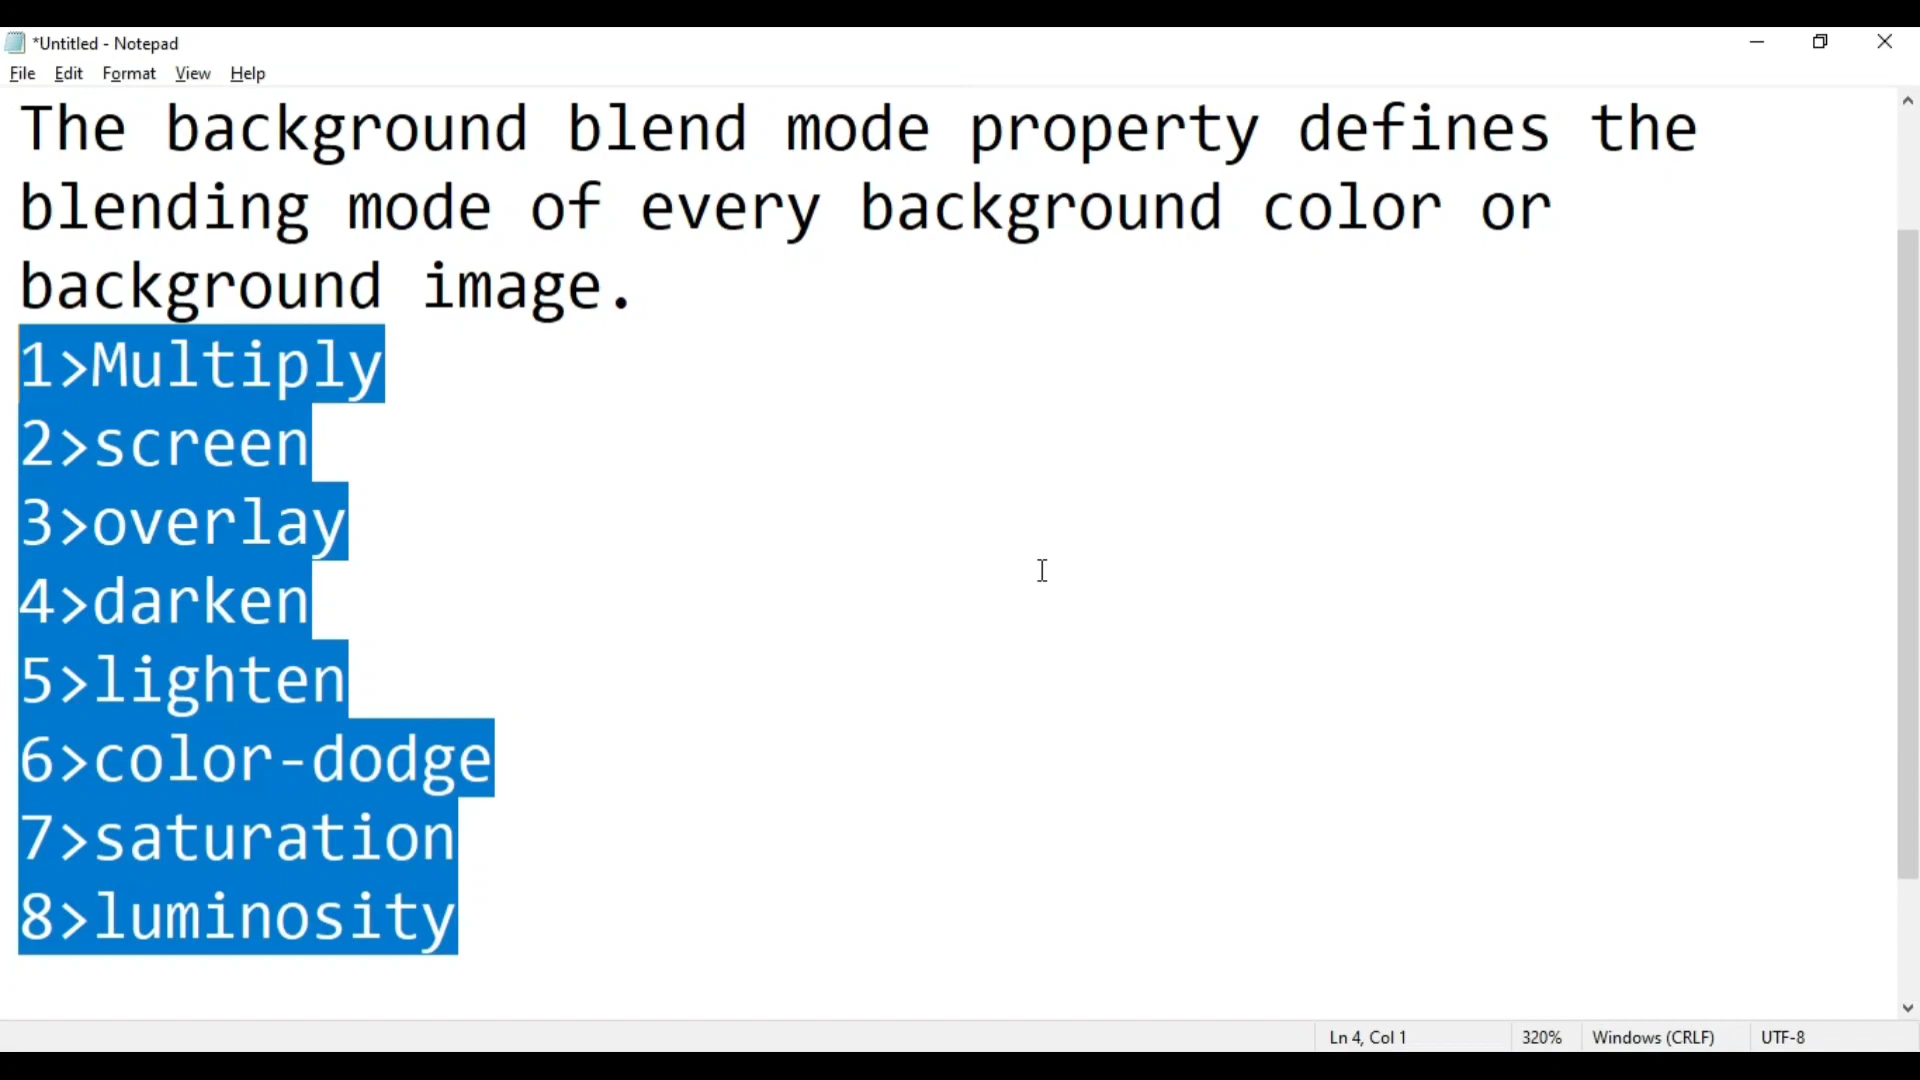 *Untitled - Notepad
File Edit Format View Help
The background blend mode property defines the
blending mode of every background color or
background image.
1>Multiply
2>screen
3>overlay
4>darken
5>lighten
6>color-dodge
7>saturation
8>luminosity
Ln 4, Col 1 320% Windows (CRLF) UTF-8